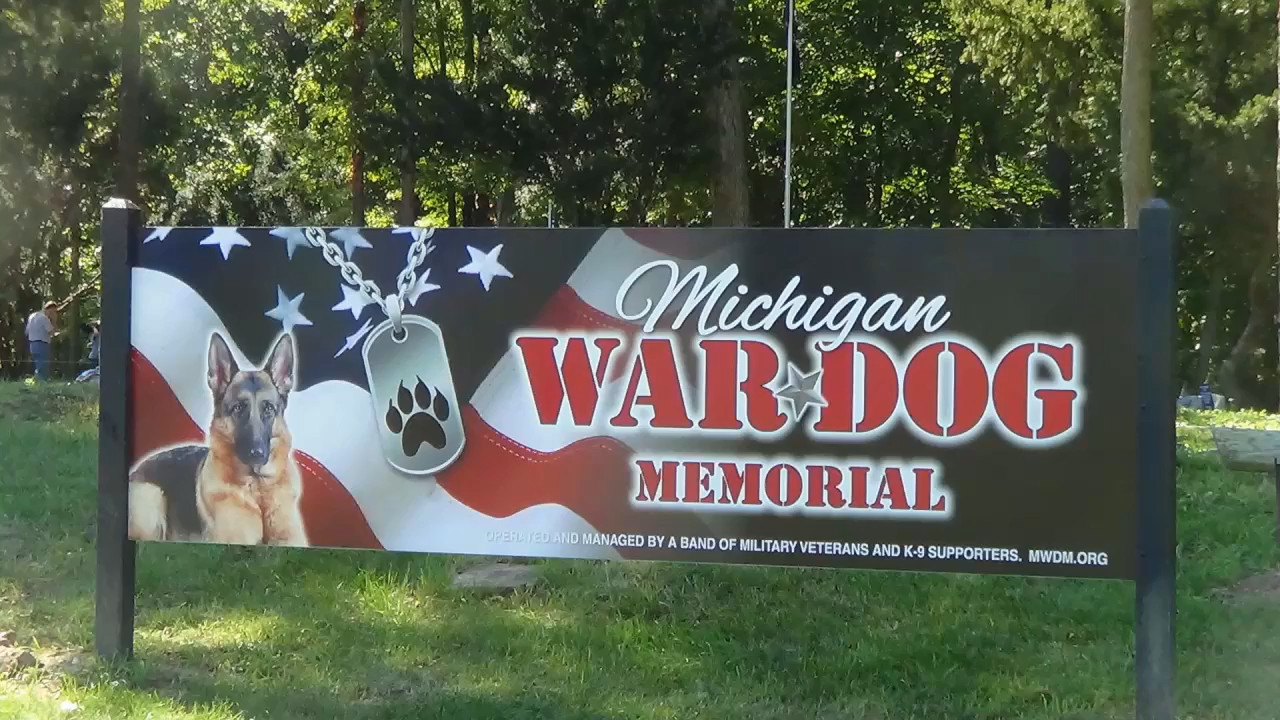 Michigan
WAR DOG
MEMORIAL
OPERATED AND MANAGED BY A BAND OF MILITARY VETERANS AND K-9 SUPPORTERS. MWDM.ORG